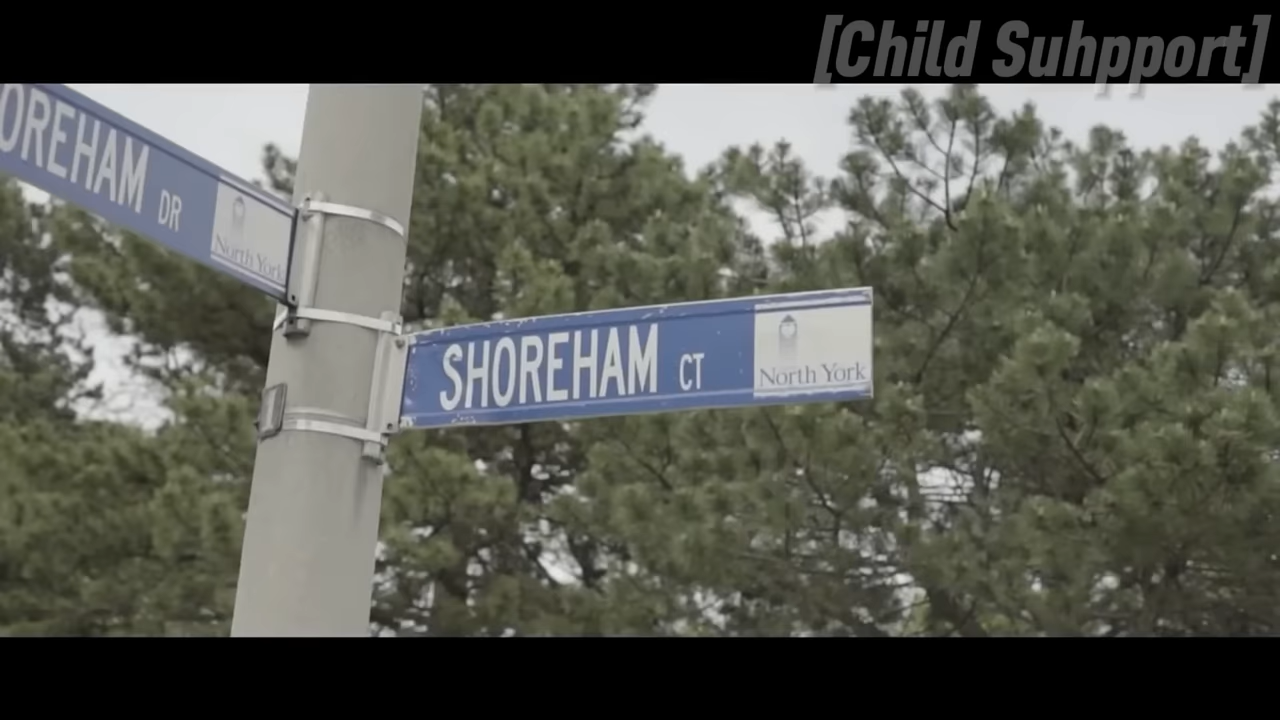 [Child Suhpport]
OREHAM DR
North York
SHOREHAM CT
North York